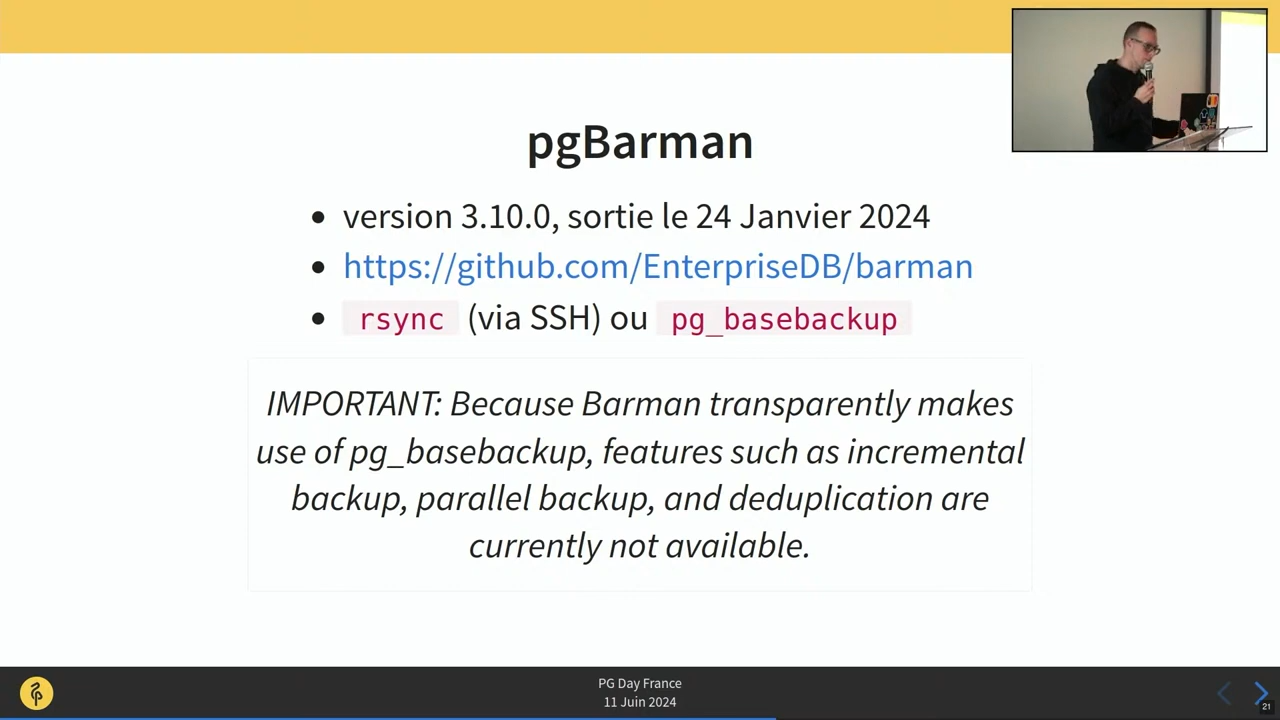 pgBarman
version 3.10.0, sortie le 24 Janvier 2024
https://github.com/EnterpriseDB/barman
rsync (via SSH) ou pg_basebackup
IMPORTANT: Because Barman transparently makes
use of pg_basebackup, features such as incremental
backup, parallel backup, and deduplication are
currently not available.
PG Day France
11 Juin 2024
21